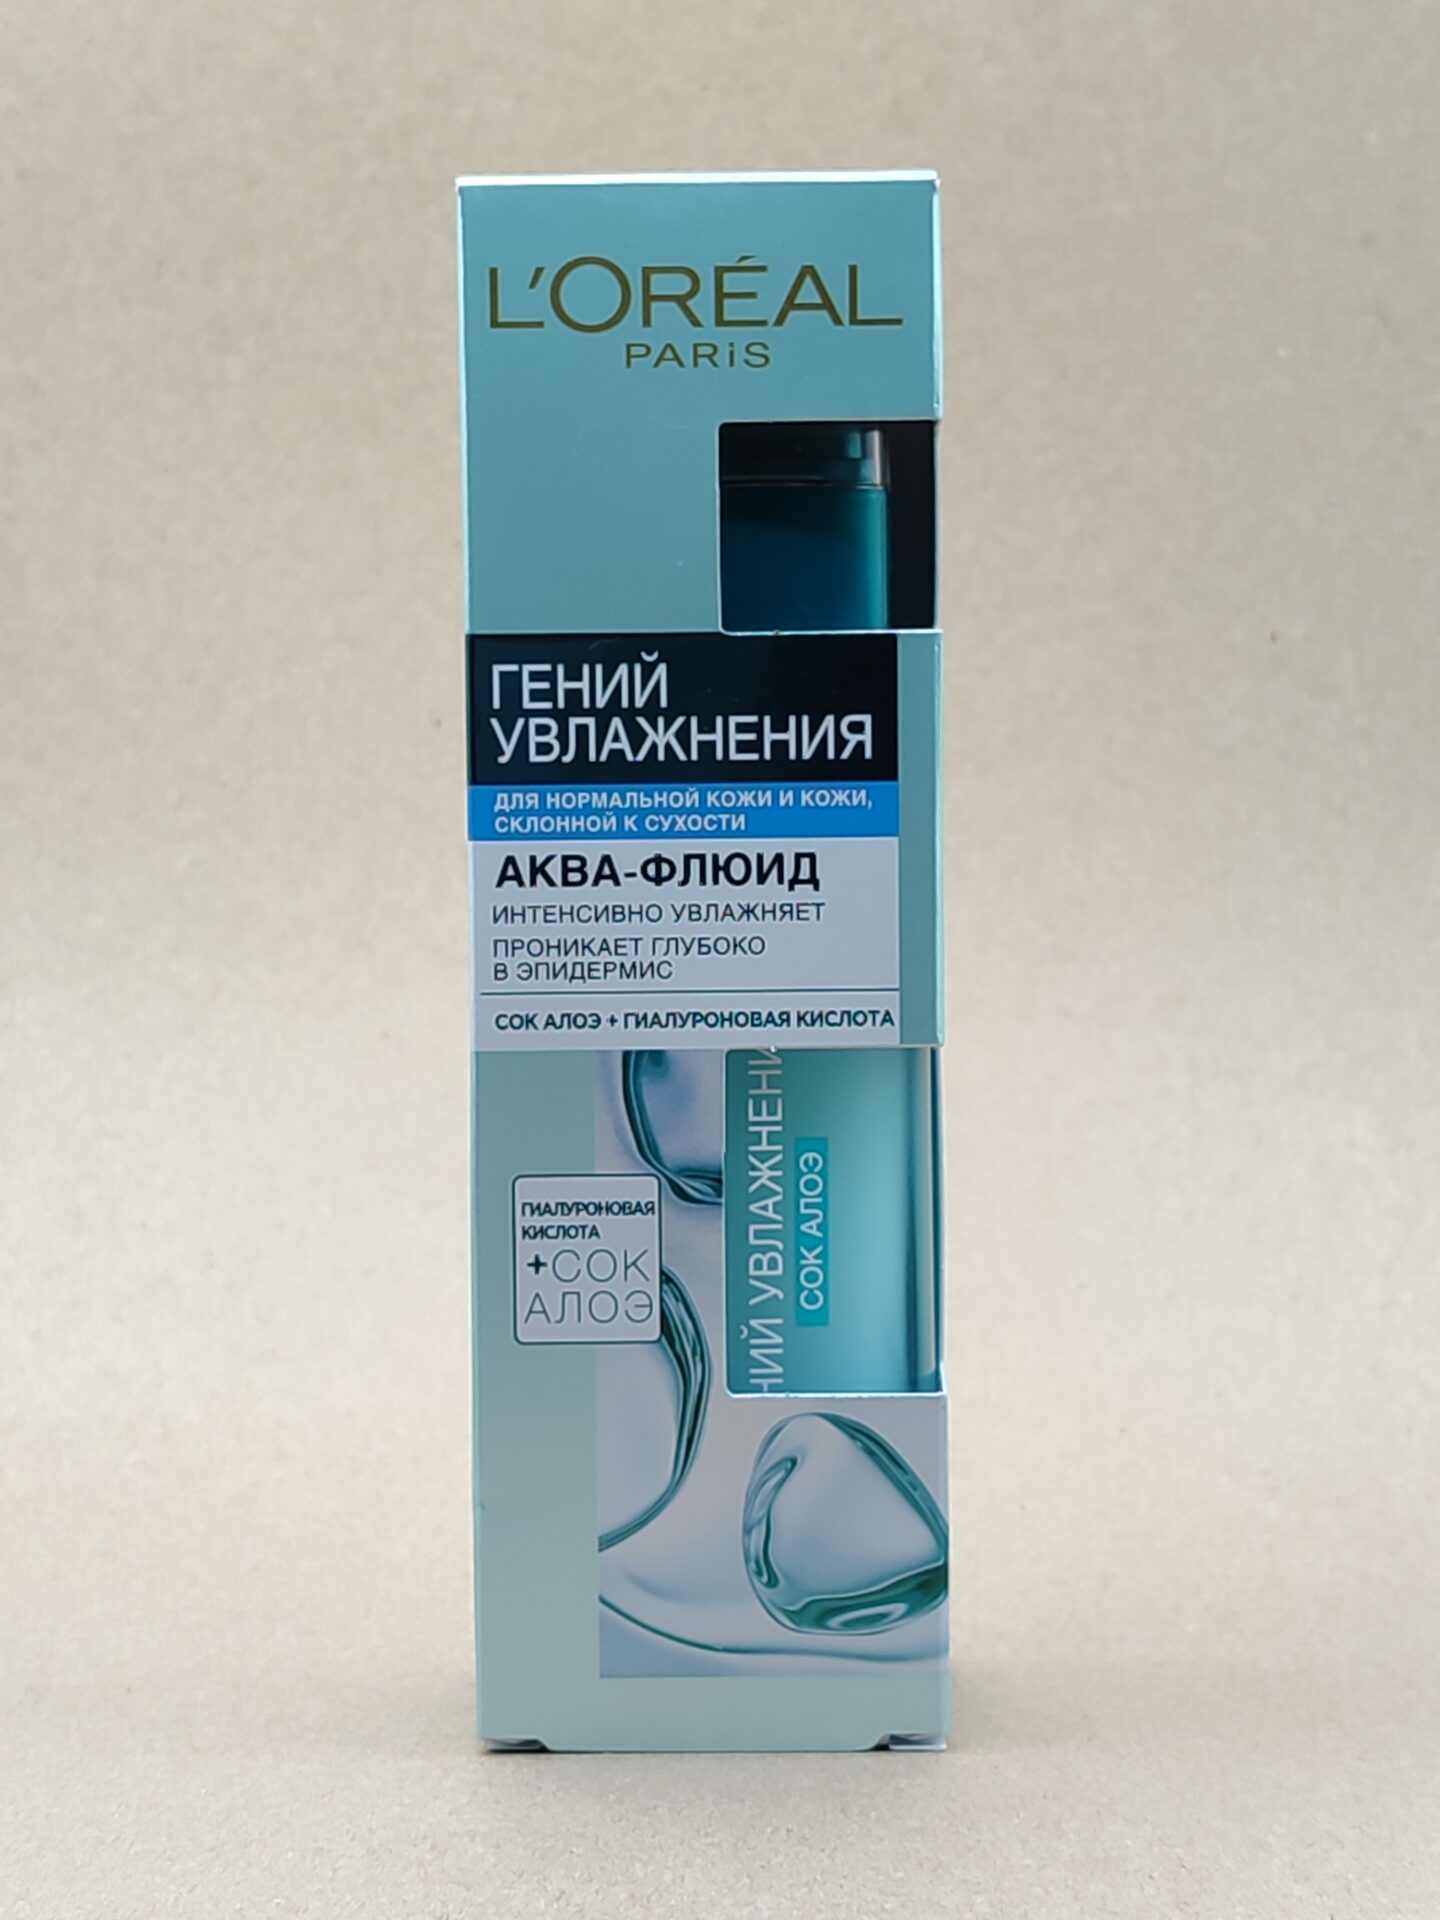 L'ORÉAL
PARiS
ГЕНИЙ
УВЛАЖНЕНИЯ
ДЛЯ НОРМАЛЬНОЙ КОЖИ И КОЖИ,
СКЛОННОЙ К СУХОСТИ
АКВА-ФЛЮИД
ИНТЕНСИВНО УВЛАЖНЯЕТ
ПРОНИКАЕТ ГЛУБОКО
В ЭПИДЕРМИС
СОК АЛОЭ + ГИАЛУРОНОВАЯ КИСЛОТА
НИЙ УВЛАЖНЕНИ
СОК АЛОЭ
ГИАЛУРОНОВАЯ
КИСЛОТА
+СОК
АЛОЭ